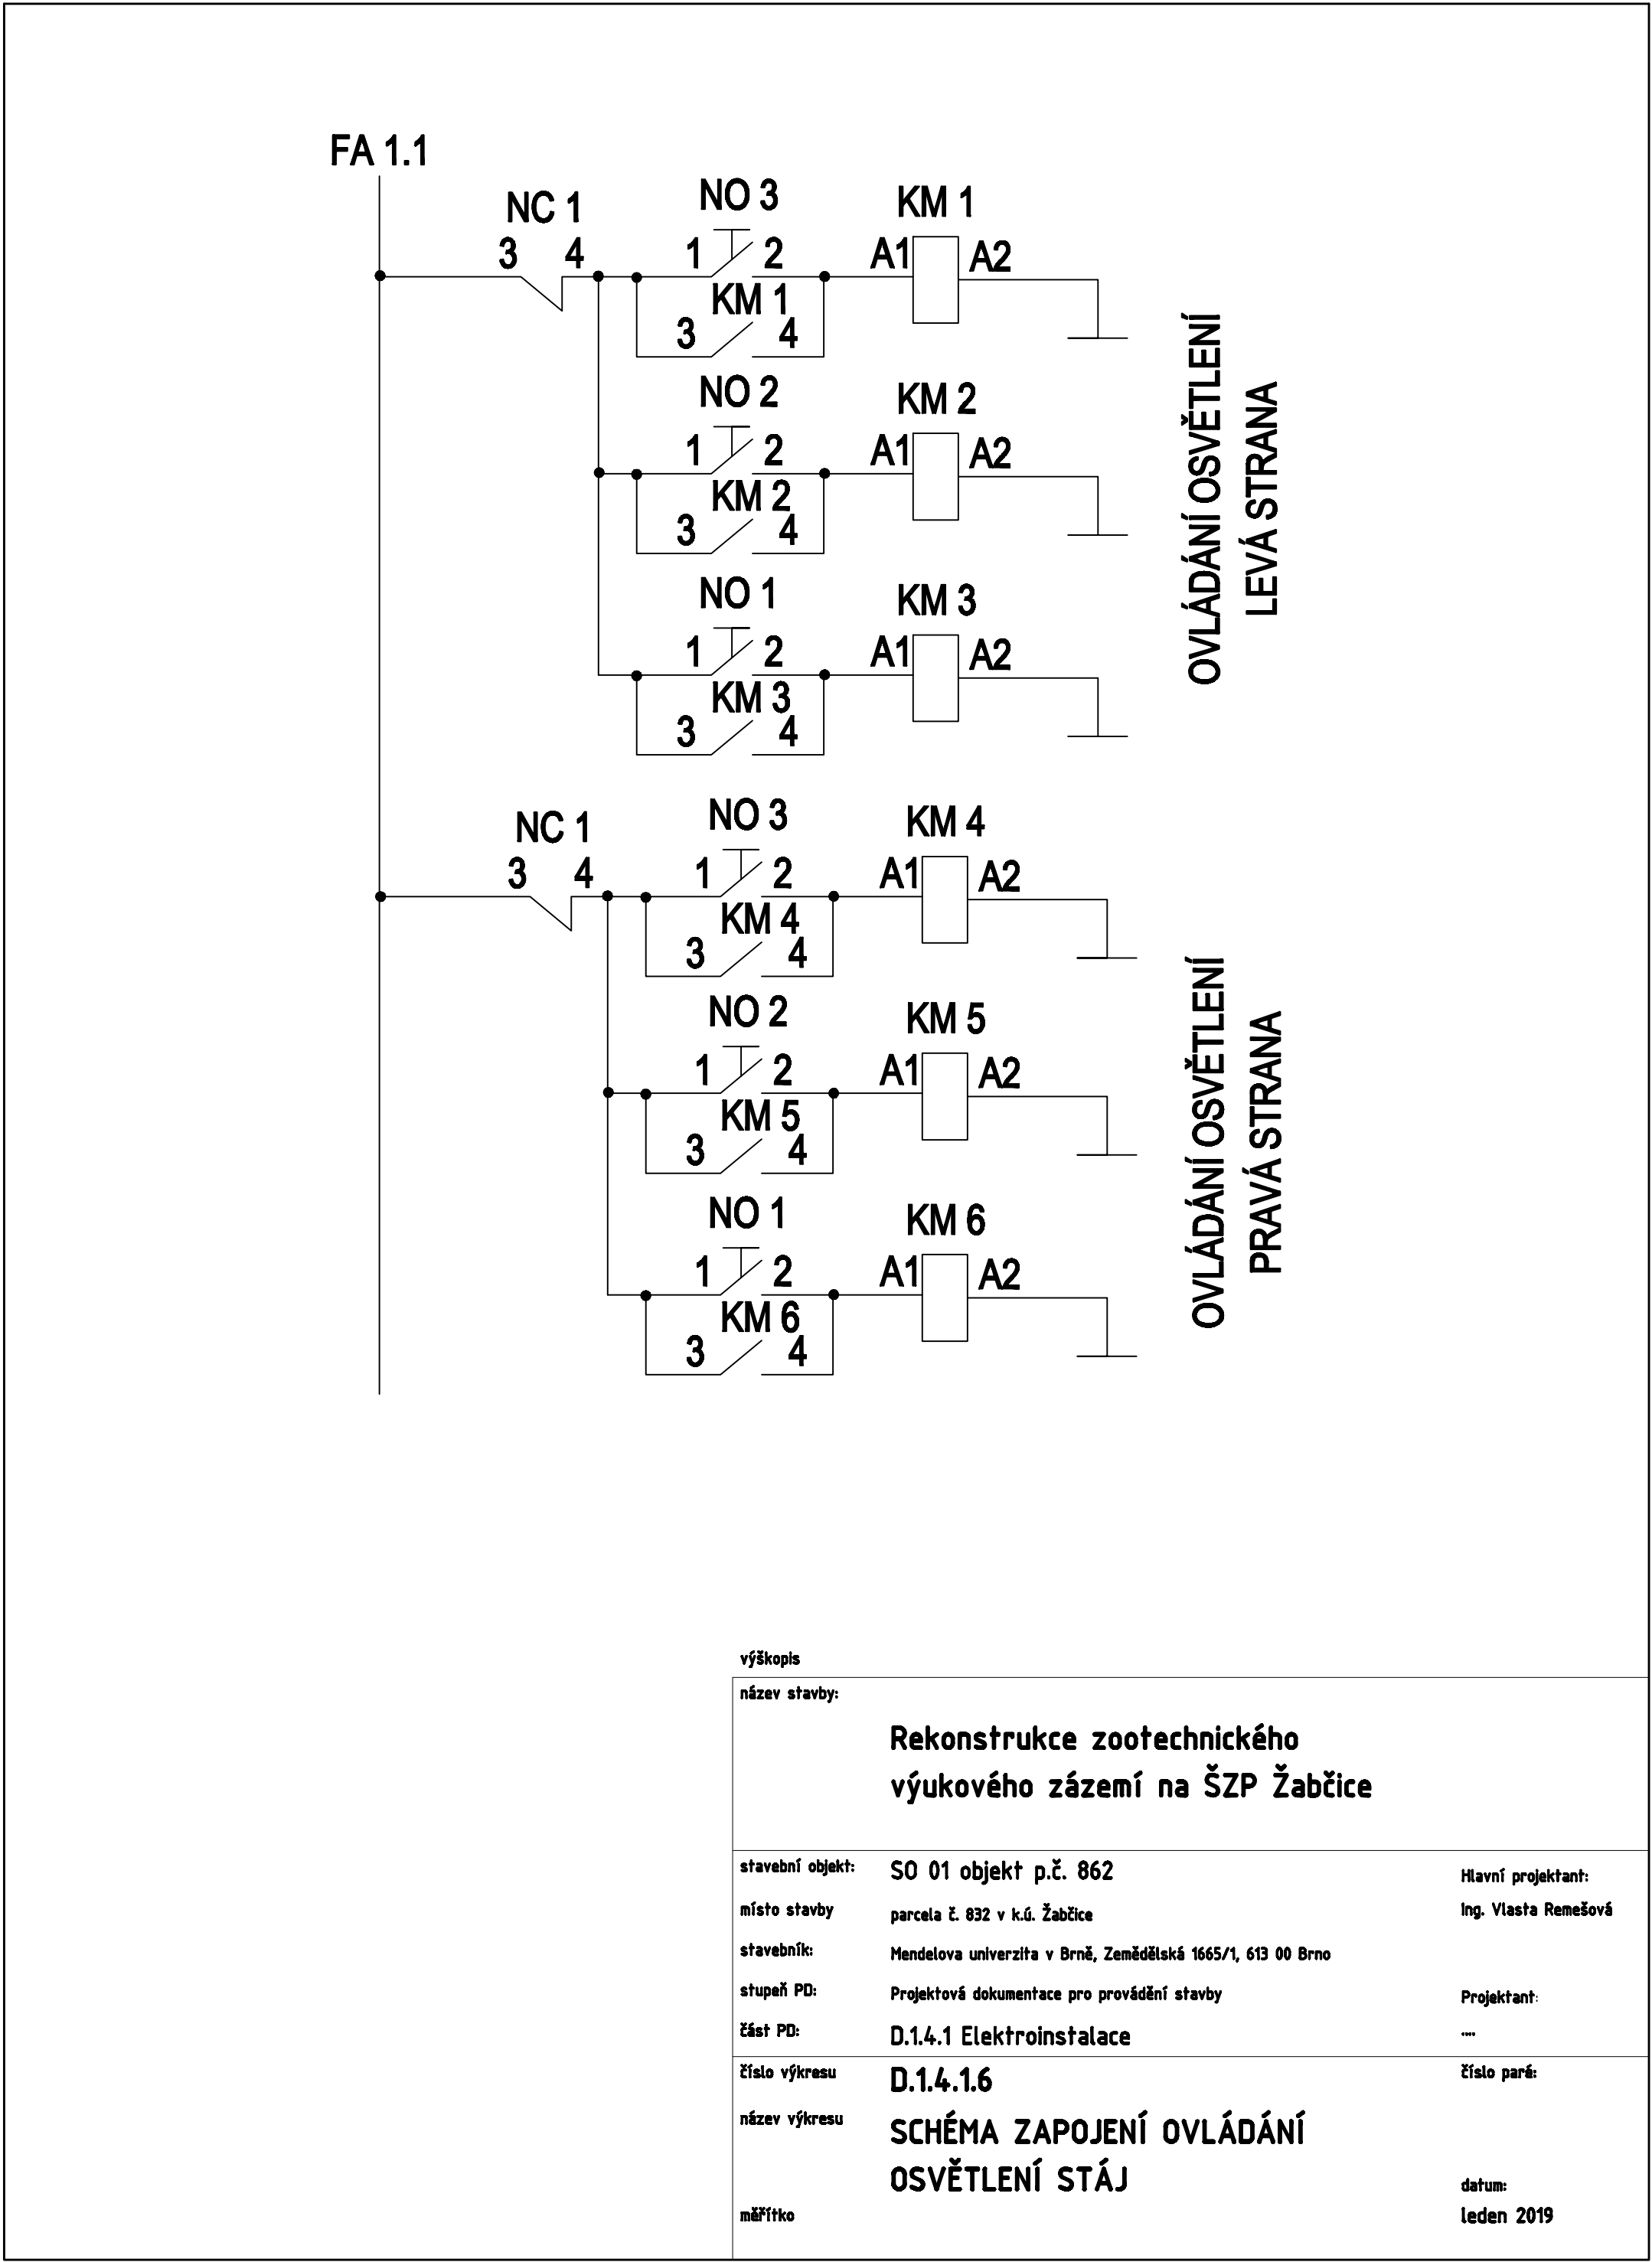 FA 1.1
NC 1
3 4
NO 3
1 2
KM 1
3 4
KM 1
A1 A2
NO 2
1 2
KM 2
3 4
KM 2
A1 A2
NO 1
1 2
KM 3
3 4
KM 3
A1 A2
OVLÁDÁNÍ OSVĚTLENÍ
LEVÁ STRANA
NC 1
3 4
NO 3
1 2
KM 4
3 4
KM 4
A1 A2
NO 2
1 2
KM 5
3 4
KM 5
A1 A2
NO 1
1 2
KM 6
3 4
KM 6
A1 A2
OVLÁDÁNÍ OSVĚTLENÍ
PRAVÁ STRANA
výškopis
název stavby:
Rekonstrukce zootechnického
výukového zázemí na ŠZP Žabčice
stavební objekt: SO 01 objekt p.č. 862
Hlavní projektant:
místo stavby parcela č. 832 v k.ú. Žabčice
Ing. Vlasta Remešová
stavebník: Mendelova univerzita v Brně, Zemědělská 1665/1, 613 00 Brno
stupeň PD: Projektová dokumentace pro provádění stavby
Projektant:
část PD: D.1.4.1 Elektroinstalace
....
číslo výkresu D.1.4.1.6
číslo paré:
název výkresu SCHÉMA ZAPOJENÍ OVLÁDÁNÍ
OSVĚTLENÍ STÁJ
datum:
měřítko
leden 2019